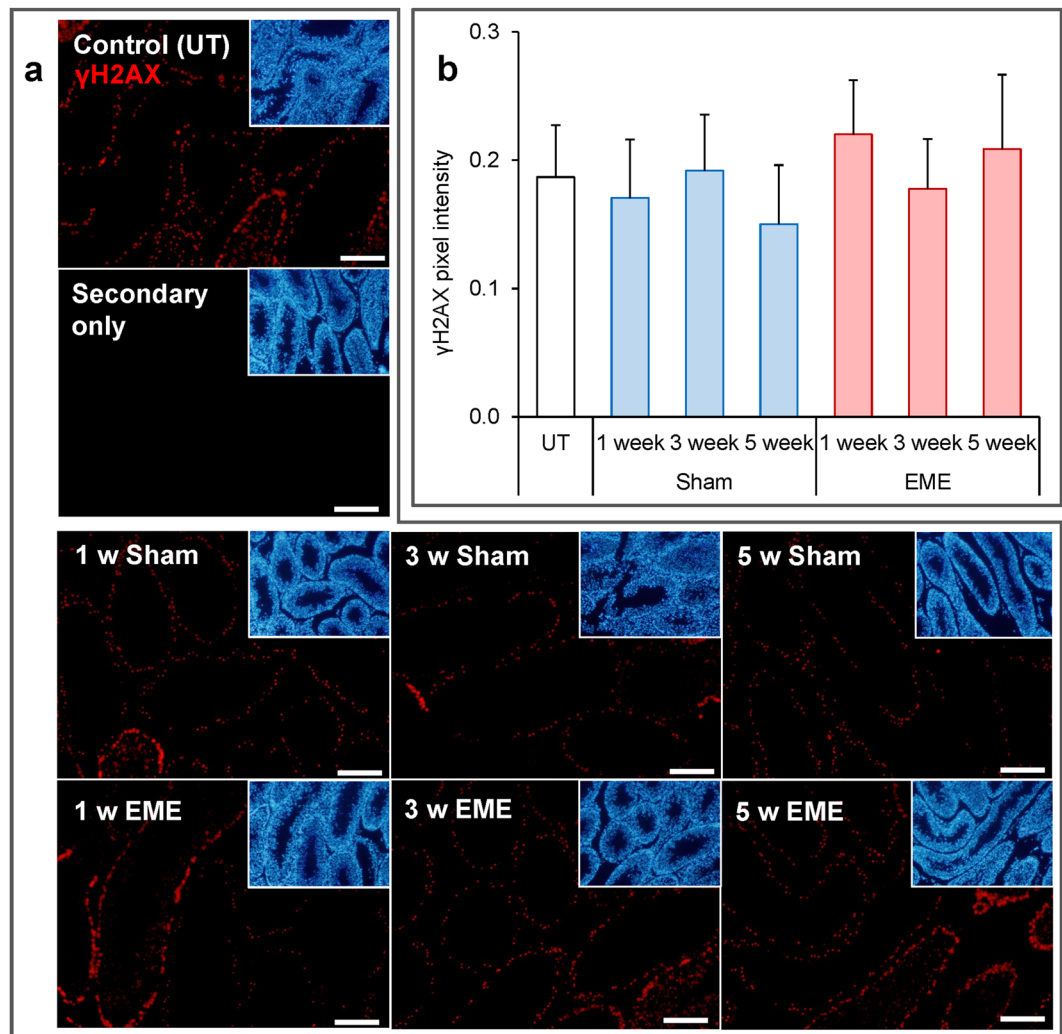 a
Control (UT)
γH2AX
Secondary
only
b
γH2AX pixel intensity
0.3
0.2
0.1
0.0
UT
1 week 3 week 5 week
Sham
1 week 3 week 5 week
EME
1 w Sham
3 w Sham
5 w Sham
1 w EME
3 w EME
5 w EME